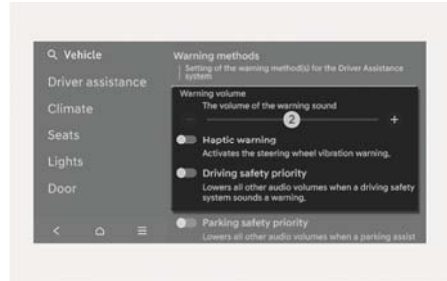 Vehicle
Driver assistance
Climate
Seats
Lights
Door
Warning methods
Setting of the warning method(s) for the Driver Assistance
system
Warning volume
The volume of the warning sound
− 2 +
Haptic warning
Activates the steering wheel vibration warning,
Driving safety priority
Lowers all other audio volumes when a driving safety
system sounds a warning,
Parking safety priority
Lowers all other audio volumes when a parking assist